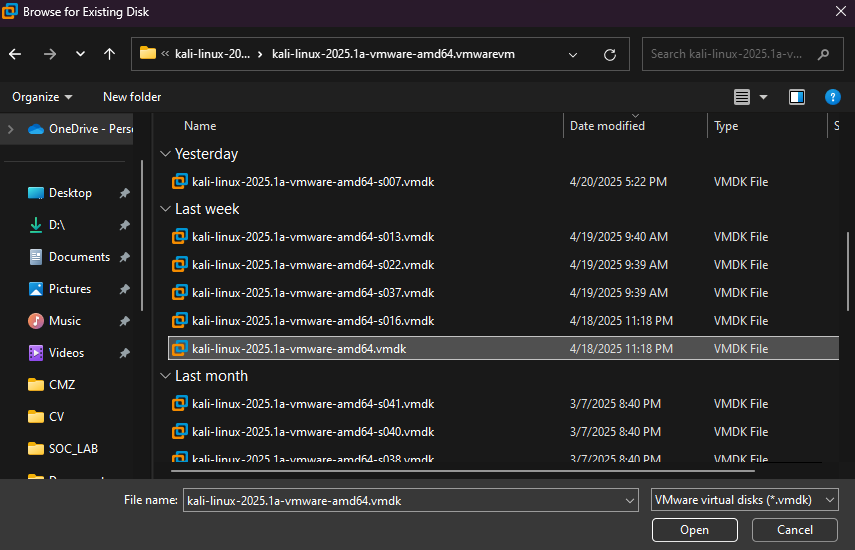 Browse for Existing Disk
« kali-linux-20... › kali-linux-2025.1a-vmware-amd64.vmwarevm
Search kali-linux-2025.1a-v...
Organize New folder
?
OneDrive - Pers
Name Date modified Type S
Yesterday
kali-linux-2025.1a-vmware-amd64-s007.vmdk 4/20/2025 5:22 PM VMDK File
Last week
kali-linux-2025.1a-vmware-amd64-s013.vmdk 4/19/2025 9:40 AM VMDK File
kali-linux-2025.1a-vmware-amd64-s022.vmdk 4/19/2025 9:39 AM VMDK File
kali-linux-2025.1a-vmware-amd64-s037.vmdk 4/19/2025 9:39 AM VMDK File
kali-linux-2025.1a-vmware-amd64-s016.vmdk 4/18/2025 11:18 PM VMDK File
kali-linux-2025.1a-vmware-amd64.vmdk 4/18/2025 11:18 PM VMDK File
Last month
kali-linux-2025.1a-vmware-amd64-s041.vmdk 3/7/2025 8:40 PM VMDK File
kali-linux-2025.1a-vmware-amd64-s040.vmdk 3/7/2025 8:40 PM VMDK File
kali-linux-2025.1a-vmware-amd64-s038.vmdk 3/7/2025 8:40 PM VMDK File
Desktop
D:\
Documents
Pictures
Music
Videos
CMZ
CV
SOC_LAB
File name: kali-linux-2025.1a-vmware-amd64.vmdk VMware virtual disks (*.vmdk)
Open Cancel